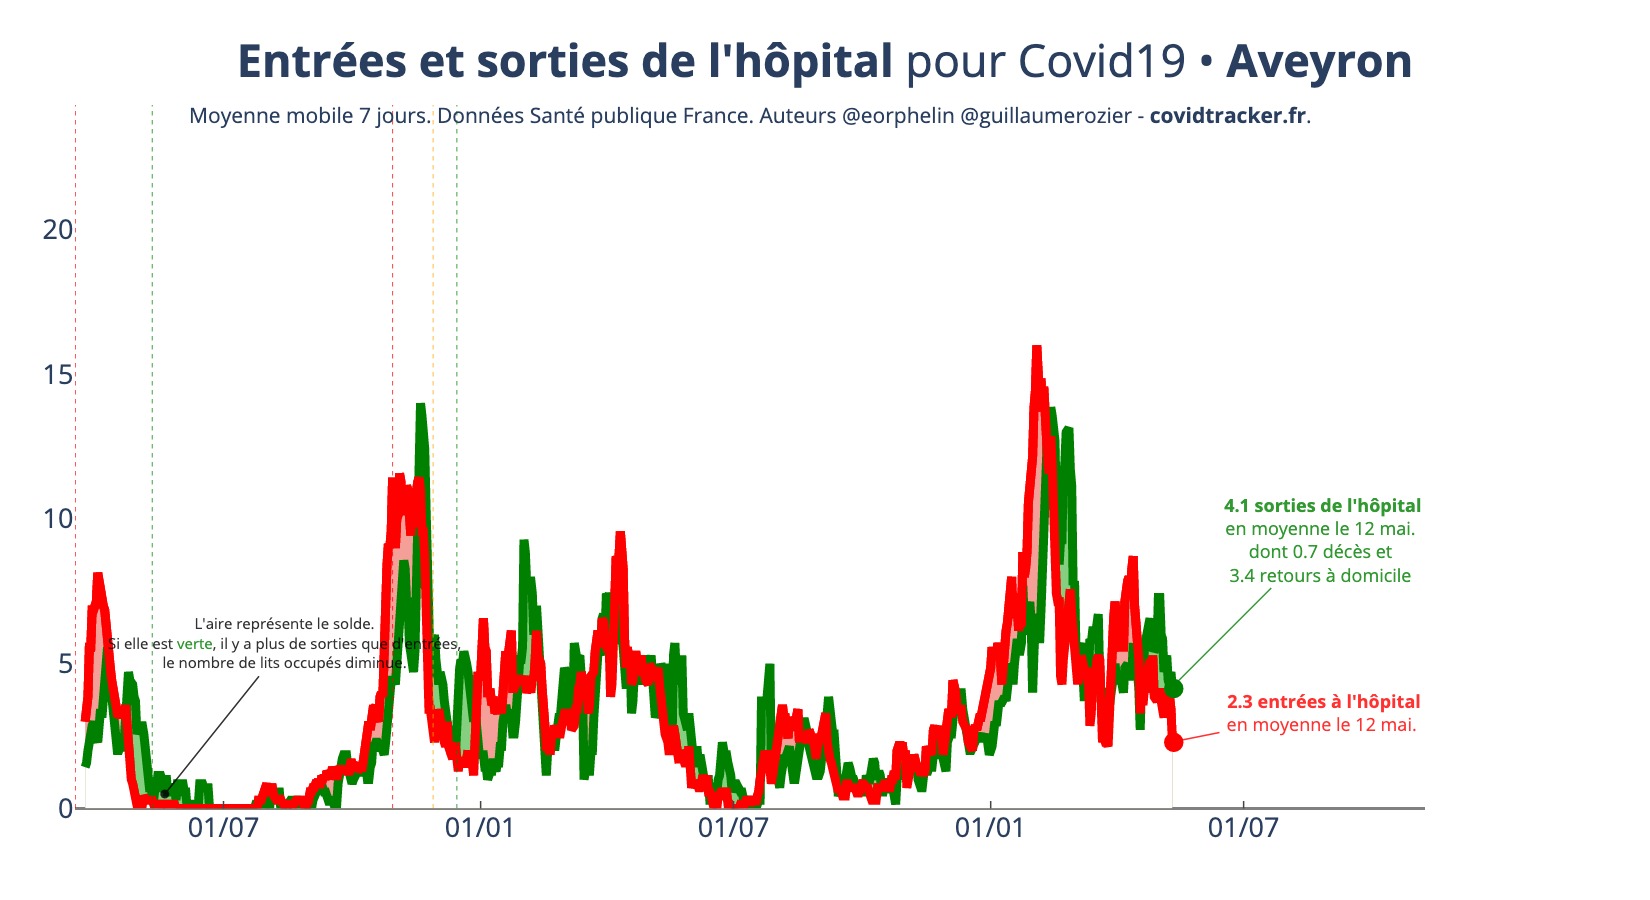 Entrées et sorties de l'hôpital pour Covid19 • Aveyron
Moyenne mobile 7 jours. Données Santé publique France. Auteurs @eorphelin @guillaumerozier - covidtracker.fr.
20
15
10
5
0
L'aire représente le solde.
Si elle est verte, il y a plus de sorties que d'entrées,
le nombre de lits occupés diminue.
4.1 sorties de l'hôpital
en moyenne le 12 mai.
dont 0.7 décès et
3.4 retours à domicile
2.3 entrées à l'hôpital
en moyenne le 12 mai.
01/07
01/01
01/07
01/01
01/07